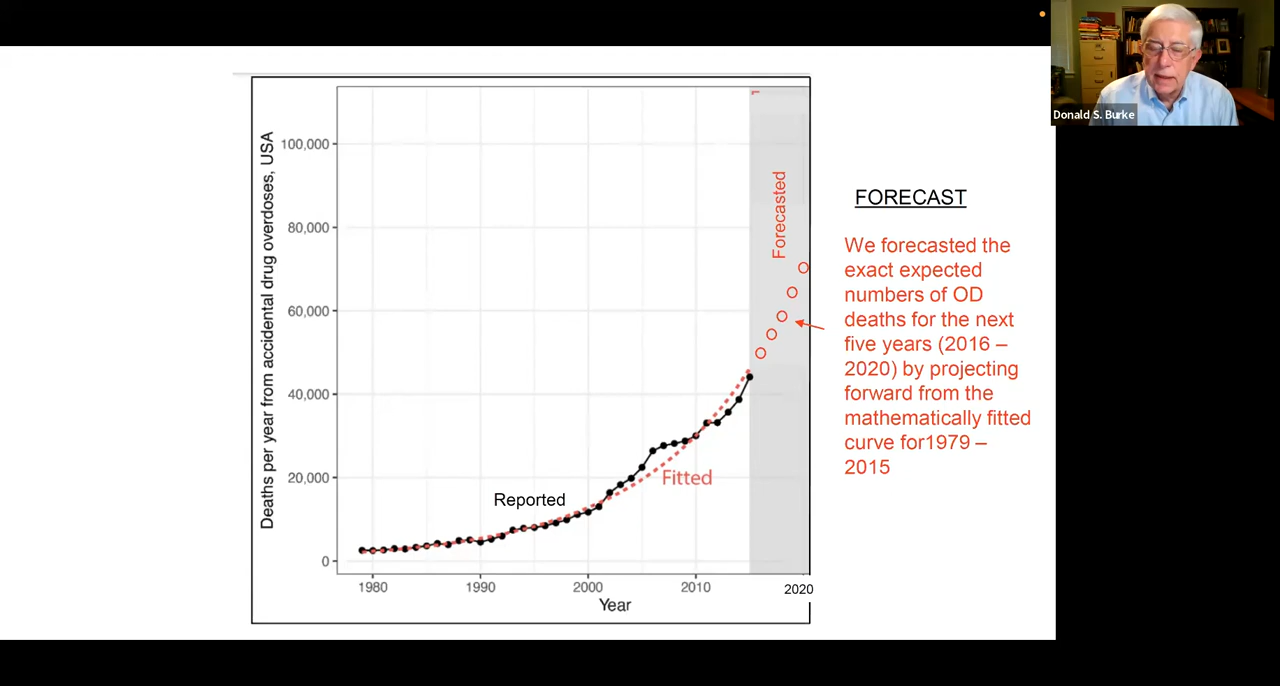 Donald S. Burke
Deaths per year from accidental drug overdoses, USA
100,000
80,000
60,000
40,000
20,000
0
Reported
Fitted
Forecasted
1980
1990
2000
2010
2020
Year
FORECAST
We forecasted the
exact expected
numbers of OD
deaths for the next
five years (2016 –
2020) by projecting
forward from the
mathematically fitted
curve for1979 –
2015